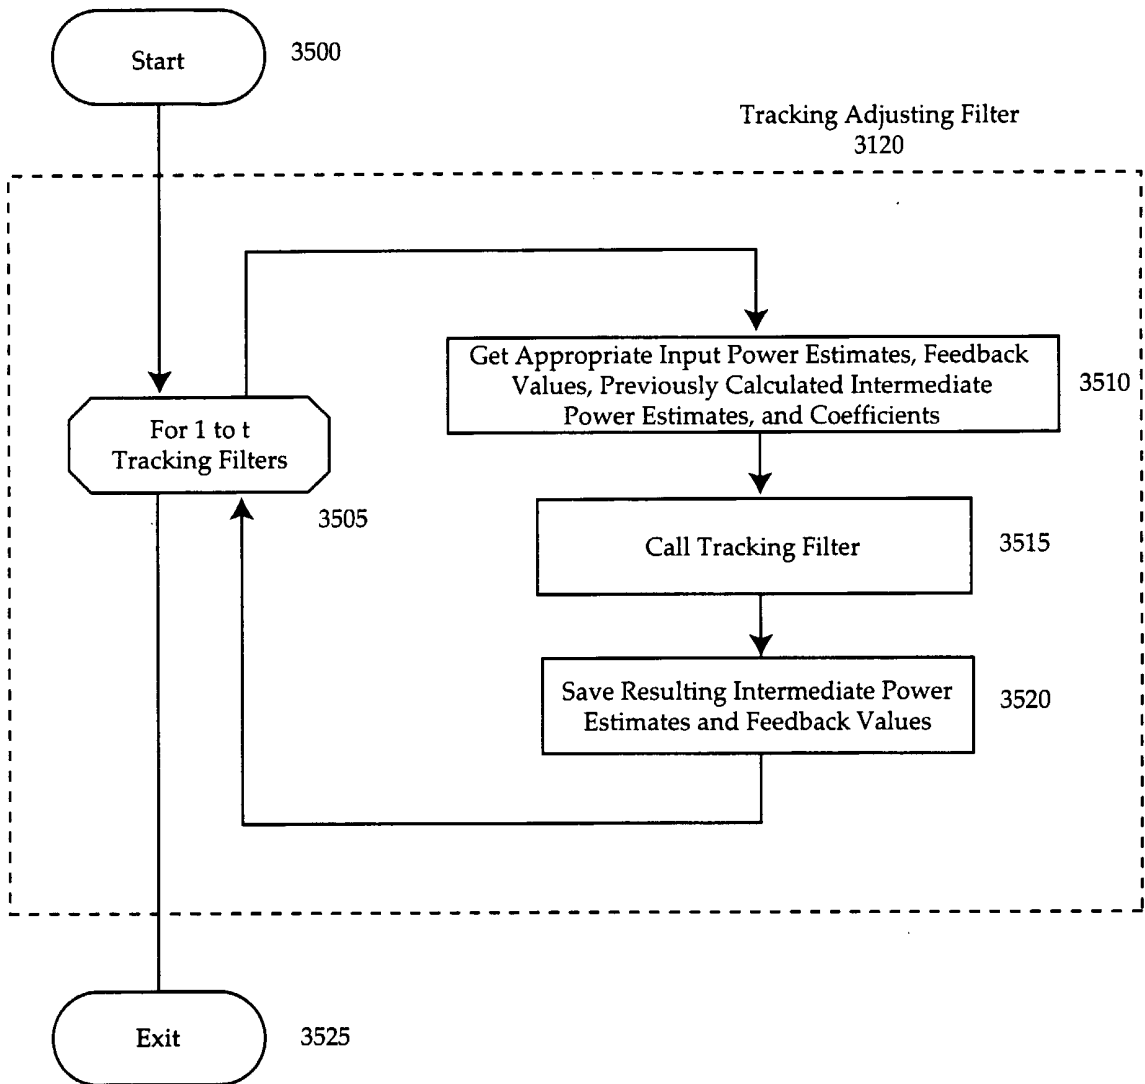 Start
3500
Tracking Adjusting Filter
3120
Get Appropriate Input Power Estimates, Feedback
Values, Previously Calculated Intermediate
Power Estimates, and Coefficients
3510
For 1 to t
Tracking Filters
3505
Call Tracking Filter
3515
Save Resulting Intermediate Power
Estimates and Feedback Values
3520
Exit
3525